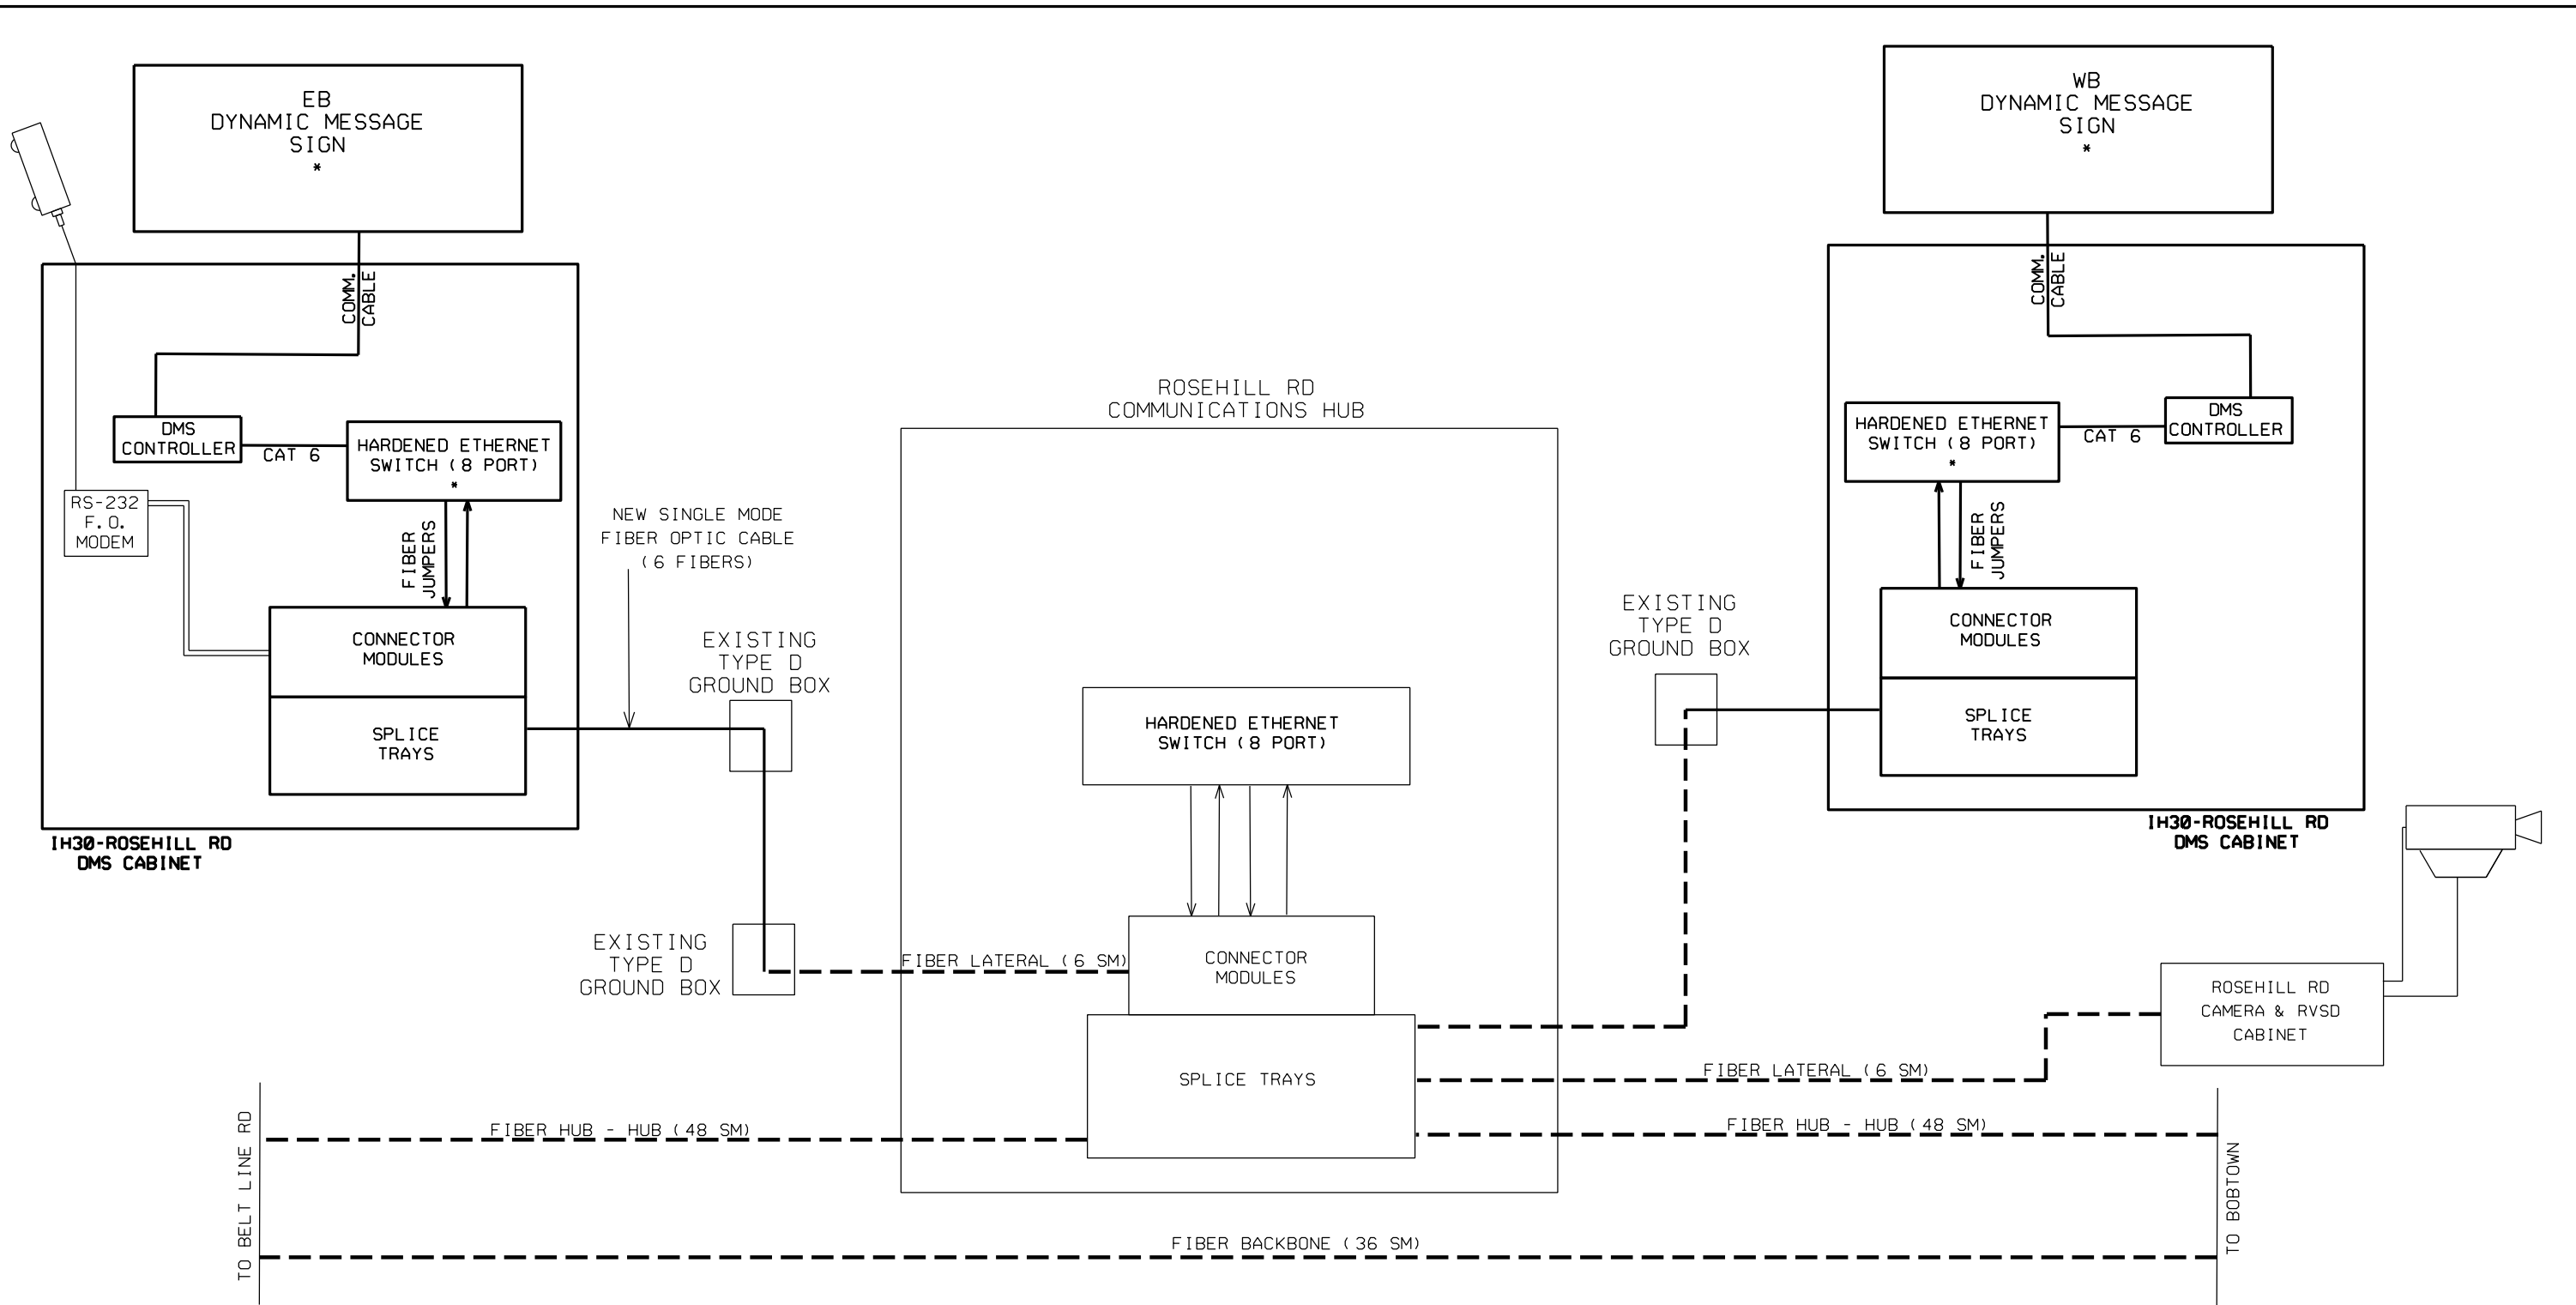 EB
DYNAMIC MESSAGE
SIGN
*
WB
DYNAMIC MESSAGE
SIGN
*
COMM.
CABLE
DMS
CONTROLLER
CAT 6
HARDENED ETHERNET
SWITCH (8 PORT)
*
RS-232
F.O.
MODEM
FIBER
JUMPERS
CONNECTOR
MODULES
SPLICE
TRAYS
IH30-ROSEHILL RD
DMS CABINET
NEW SINGLE MODE
FIBER OPTIC CABLE
(6 FIBERS)
EXISTING
TYPE D
GROUND BOX
EXISTING
TYPE D
GROUND BOX
ROSEHILL RD
COMMUNICATIONS HUB
HARDENED ETHERNET
SWITCH (8 PORT)
CONNECTOR
MODULES
SPLICE TRAYS
FIBER LATERAL (6 SM)
EXISTING
TYPE D
GROUND BOX
COMM.
CABLE
HARDENED ETHERNET
SWITCH (8 PORT)
*
CAT 6
DMS
CONTROLLER
FIBER
JUMPERS
CONNECTOR
MODULES
SPLICE
TRAYS
IH30-ROSEHILL RD
DMS CABINET
ROSEHILL RD
CAMERA & RVSD
CABINET
FIBER LATERAL (6 SM)
TO BELT LINE RD
FIBER HUB - HUB (48 SM)
FIBER HUB - HUB (48 SM)
TO BOBTOWN
FIBER BACKBONE (36 SM)